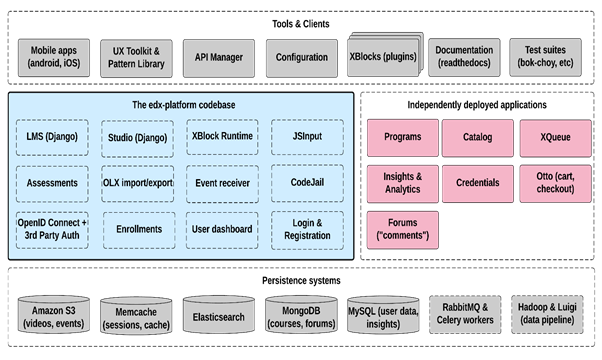 Tools & Clients
Mobile apps
(android, iOS)
UX Toolkit &
Pattern Library
API Manager
Configuration
XBlocks (plugins)
Documentation
(readthedocs)
Test suites
(bok-choy, etc)
The edx-platform codebase
LMS (Django)
Studio (Django)
XBlock Runtime
JSInput
Assessments
OLX import/export
Event receiver
CodeJail
OpenID Connect +
3rd Party Auth
Enrollments
User dashboard
Login &
Registration
Independently deployed applications
Programs
Catalog
XQueue
Insights &
Analytics
Credentials
Otto (cart,
checkout)
Forums
("comments")
Persistence systems
Amazon S3
(videos, events)
Memcache
(sessions, cache)
Elasticsearch
MongoDB
(courses, forums)
MySQL (user data,
insights)
RabbitMQ &
Celery workers
Hadoop & Luigi
(data pipeline)